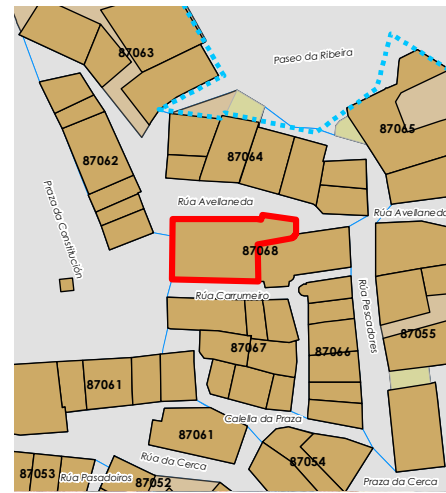 87063
Paseo da Ribeira
87065
87062
87064
Praza da Constitución
Rúa Avellaneda
Rúa Avellaneda
87068
Rúa Carrumeiro
Rúa Pescadores
87055
87067
87066
87061
Calella da Praza
87061
Rúa da Cerca
87054
87053
Rúa Pasadoiros
87052
Praza da Cerca